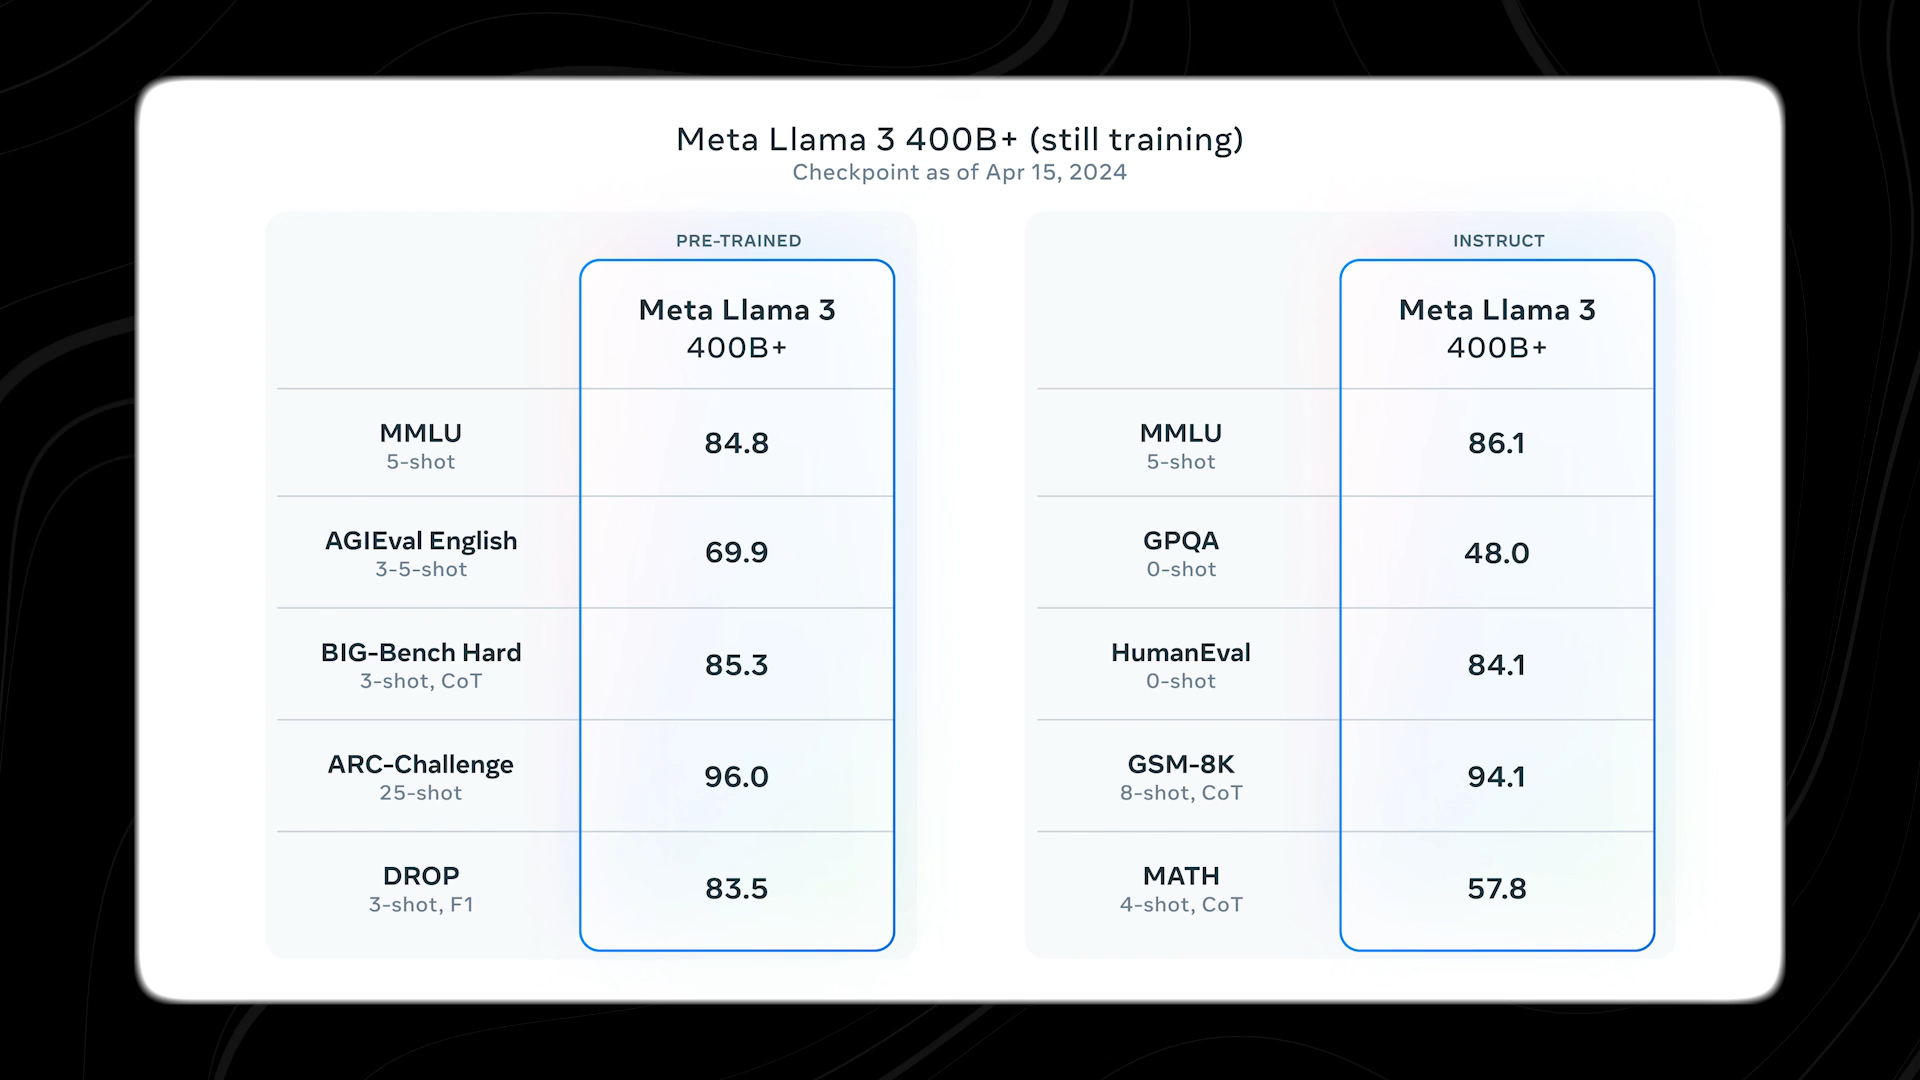 Meta Llama 3 400B+ (still training)
Checkpoint as of Apr 15, 2024
PRE-TRAINED
Meta Llama 3
400B+
MMLU
5-shot
84.8
AGIEval English
3-5-shot
69.9
BIG-Bench Hard
3-shot, CoT
85.3
ARC-Challenge
25-shot
96.0
DROP
3-shot, F1
83.5
INSTRUCT
Meta Llama 3
400B+
MMLU
5-shot
86.1
GPQA
0-shot
48.0
HumanEval
0-shot
84.1
GSM-8K
8-shot, CoT
94.1
MATH
4-shot, CoT
57.8